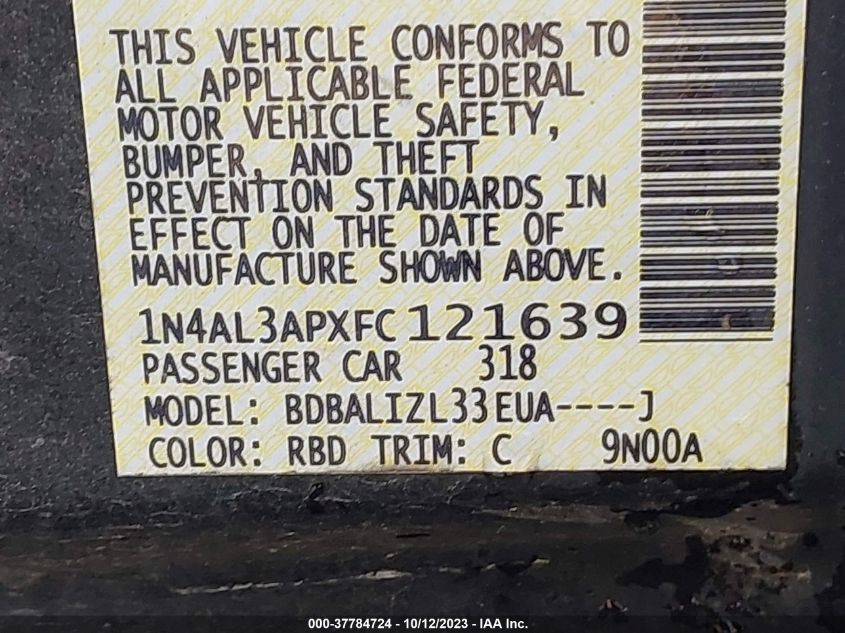 THIS VEHICLE CONFORMS TO
ALL APPLICABLE FEDERAL
MOTOR VEHICLE SAFETY,
BUMPER, AND THEFT
PREVENTION STANDARDS IN
EFFECT ON THE DATE OF
MANUFACTURE SHOWN ABOVE.
1N4AL3APXFC121639
PASSENGER CAR 318
MODEL: BDBALIZL33EUA----J
COLOR: RBD TRIM: C 9N00A
000-37784724 - 10/12/2023 - IAA Inc.